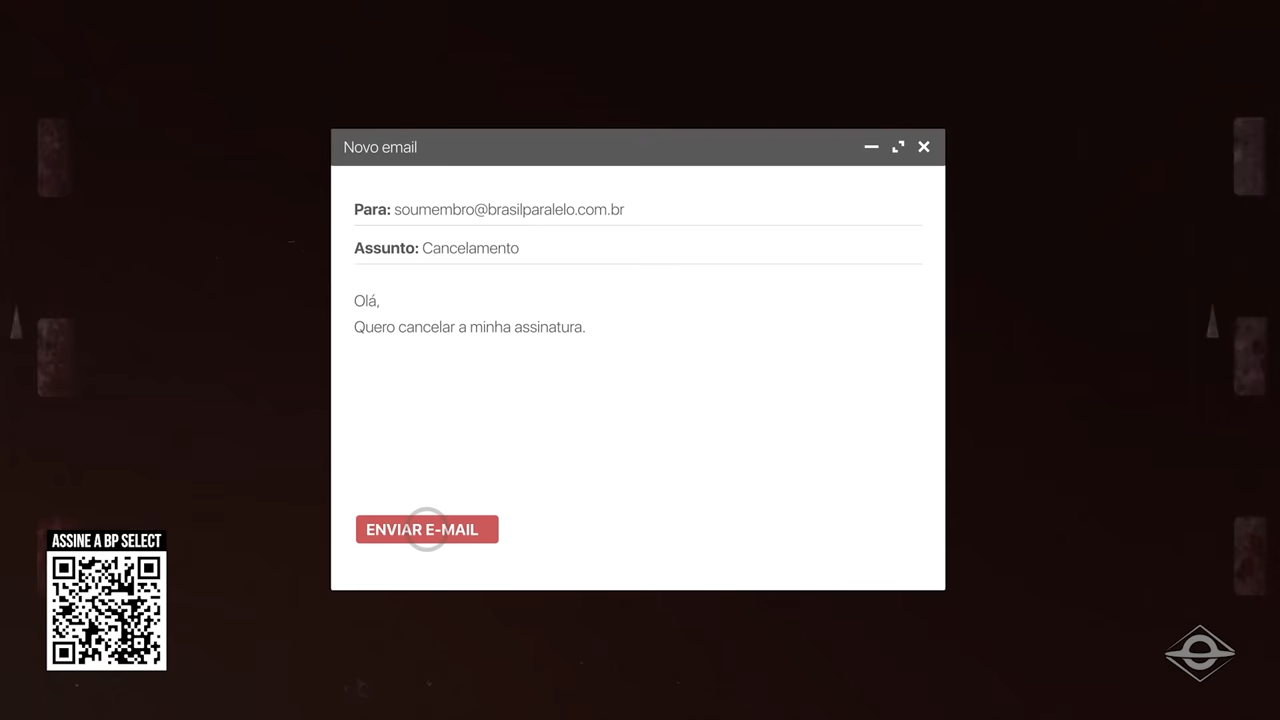 Novo email
Para: soumembro@brasilparalelo.com.br
Assunto: Cancelamento
Olá,
Quero cancelar a minha assinatura.
ENVIAR E-MAIL
ASSINE A BP SELECT